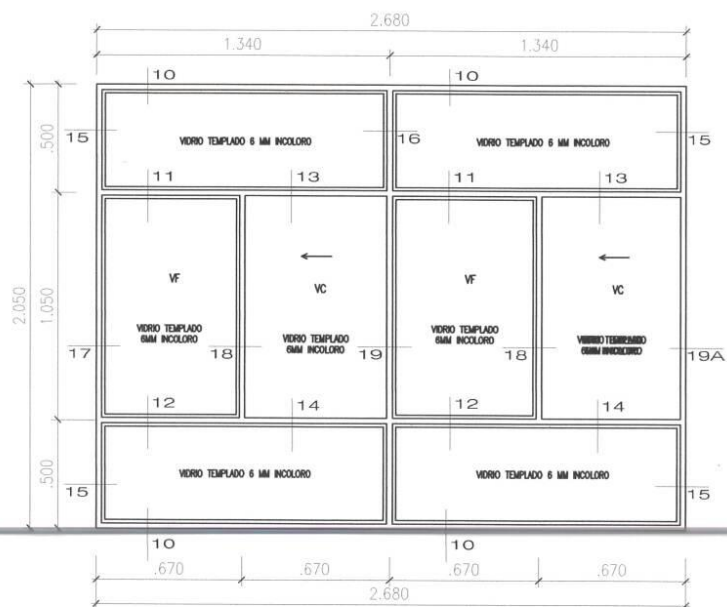 2.680
1.340 1.340
10 10
.500
15 VIDRIO TEMPLADO 6 MM INCOLORO 16 VIDRIO TEMPLADO 6 MM INCOLORO 15
11 13 11 13
2.050
1.050
VF VC VF VC
VIDRIO TEMPLADO
6MM INCOLORO
VIDRIO TEMPLADO
6MM INCOLORO
VIDRIO TEMPLADO
6MM INCOLORO
VIDRIO TEMPLADO
6MM INCOLORO
17 18 19 18 19A
12 14 12 14
.500
15 VIDRIO TEMPLADO 6 MM INCOLORO VIDRIO TEMPLADO 6 MM INCOLORO 15
10 10
.670 .670 .670 .670
2.680